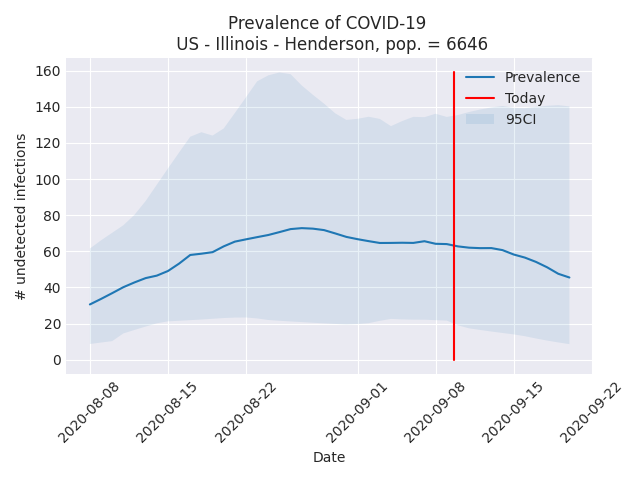 Prevalence of COVID-19
US - Illinois - Henderson, pop. = 6646
# undetected infections
160
140
120
100
80
60
40
20
0
Prevalence
Today
95CI
2020-08-08
2020-08-15
2020-08-22
2020-09-01
2020-09-08
2020-09-15
2020-09-22
Date